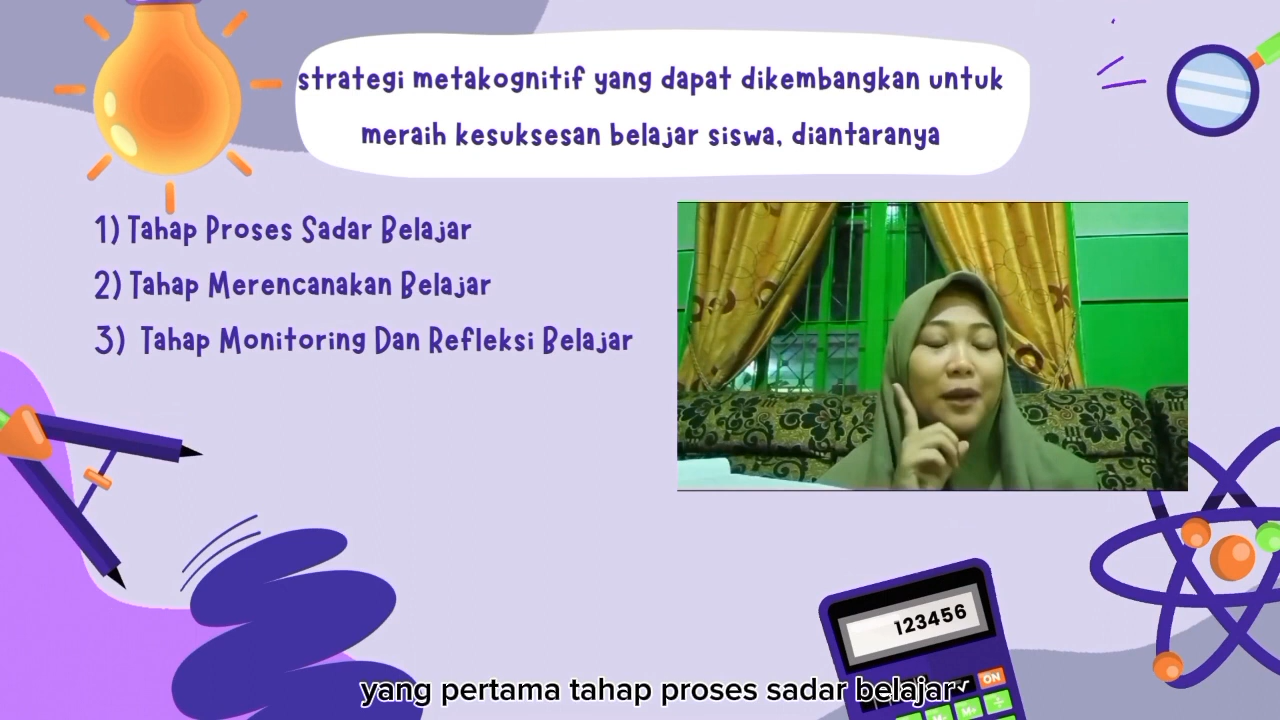 strategi metakognitif yang dapat dikembangkan untuk
meraih kesuksesan belajar siswa, diantaranya
1) Tahap Proses Sadar Belajar
2) Tahap Merencanakan Belajar
3) Tahap Monitoring Dan Refleksi Belajar
123456
ON
√
M+
÷
yang pertama tahap proses sadar belajar